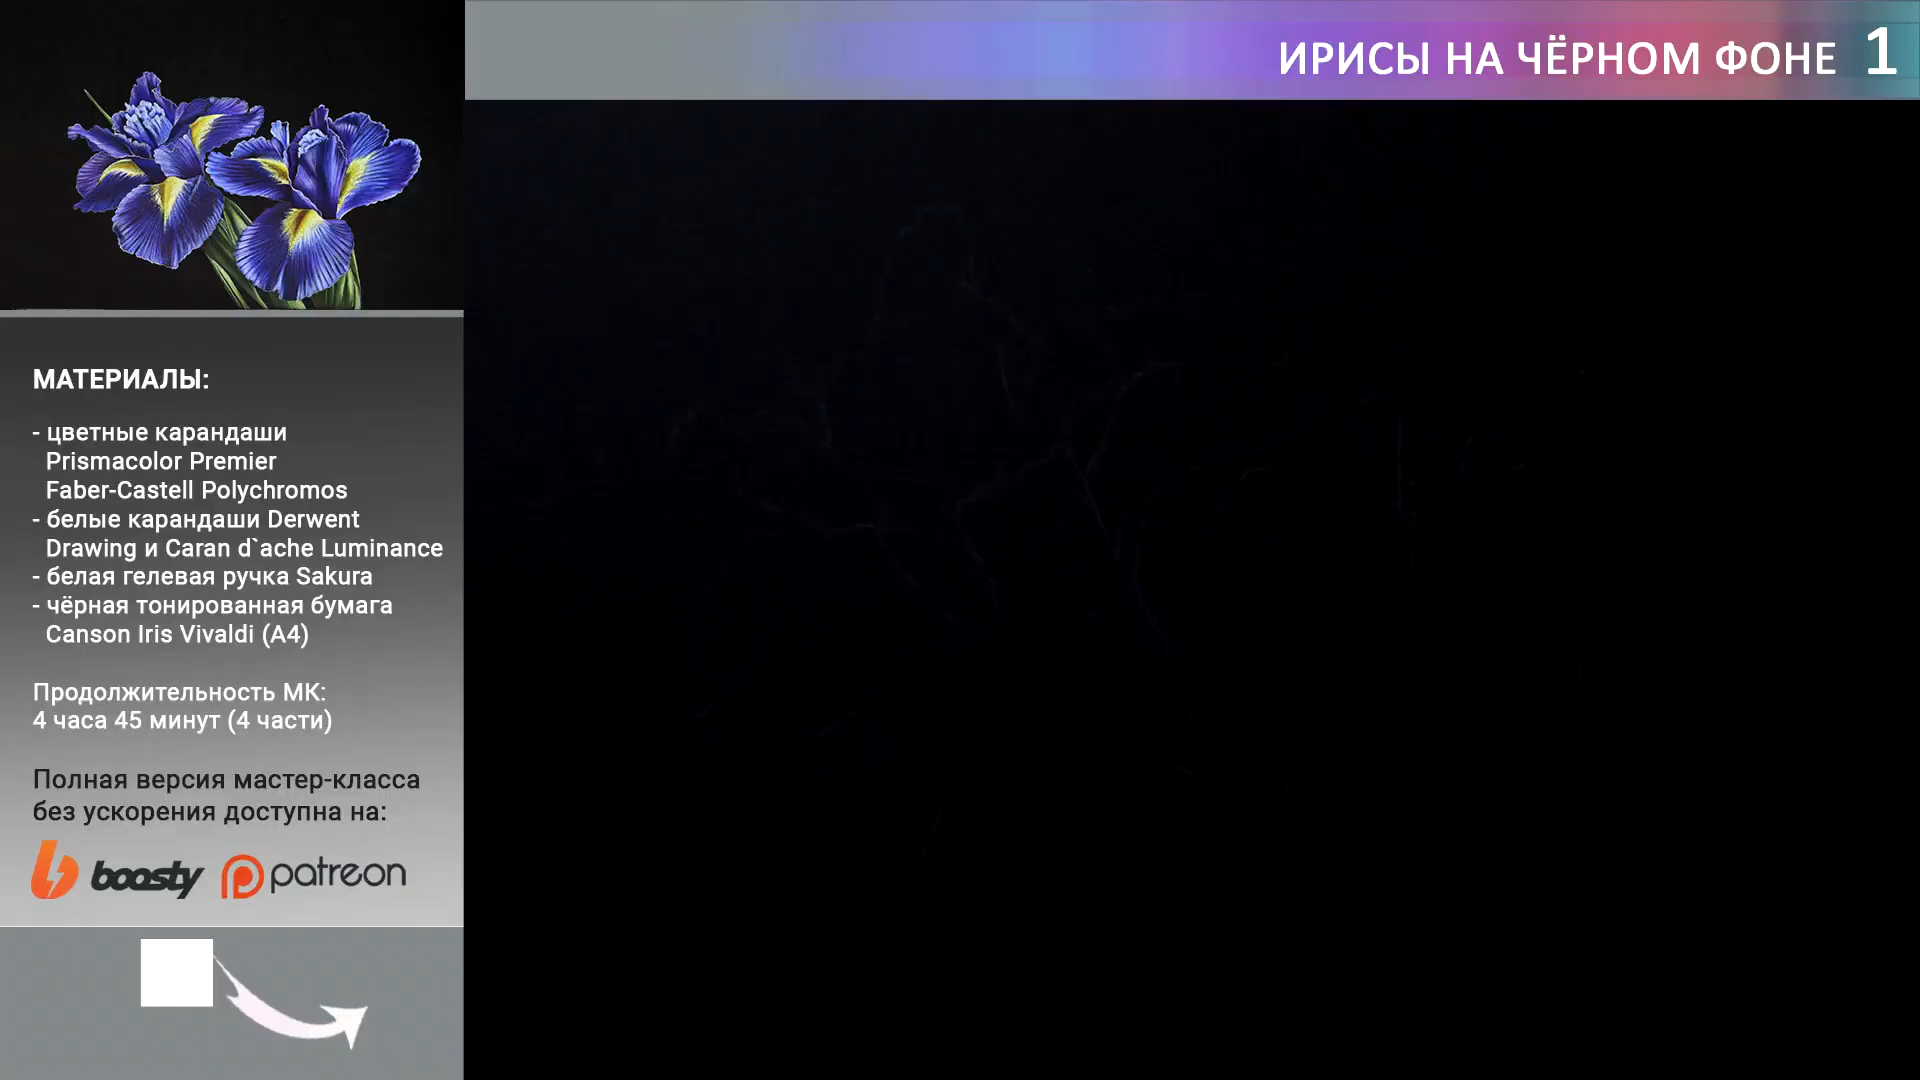 ИРИСЫ НА ЧЁРНОМ ФОНЕ 1
МАТЕРИАЛЫ:
- цветные карандаши
Prismacolor Premier
Faber-Castell Polychromos
- белые карандаши Derwent
Drawing и Caran d`ache Luminance
- белая гелевая ручка Sakura
- чёрная тонированная бумага
Canson Iris Vivaldi (A4)
Продолжительность МК:
4 часа 45 минут (4 части)
Полная версия мастер-класса
без ускорения доступна на:
boosty patreon